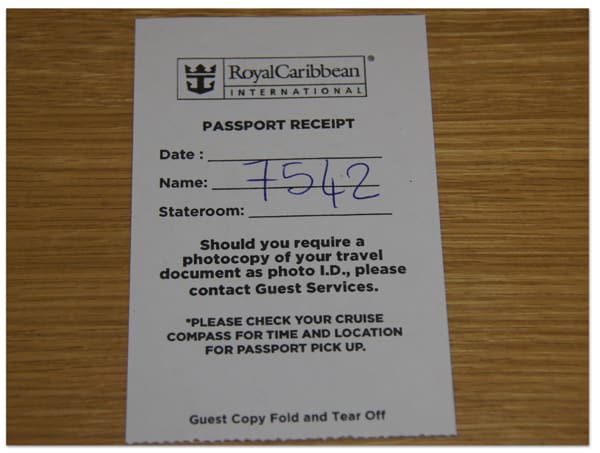 RoyalCaribbean®
INTERNATIONAL
PASSPORT RECEIPT
Date :
Name: 7542
Stateroom:
Should you require a
photocopy of your travel
document as photo I.D., please
contact Guest Services.
*PLEASE CHECK YOUR CRUISE
COMPASS FOR TIME AND LOCATION
FOR PASSPORT PICK UP.
Guest Copy Fold and Tear Off